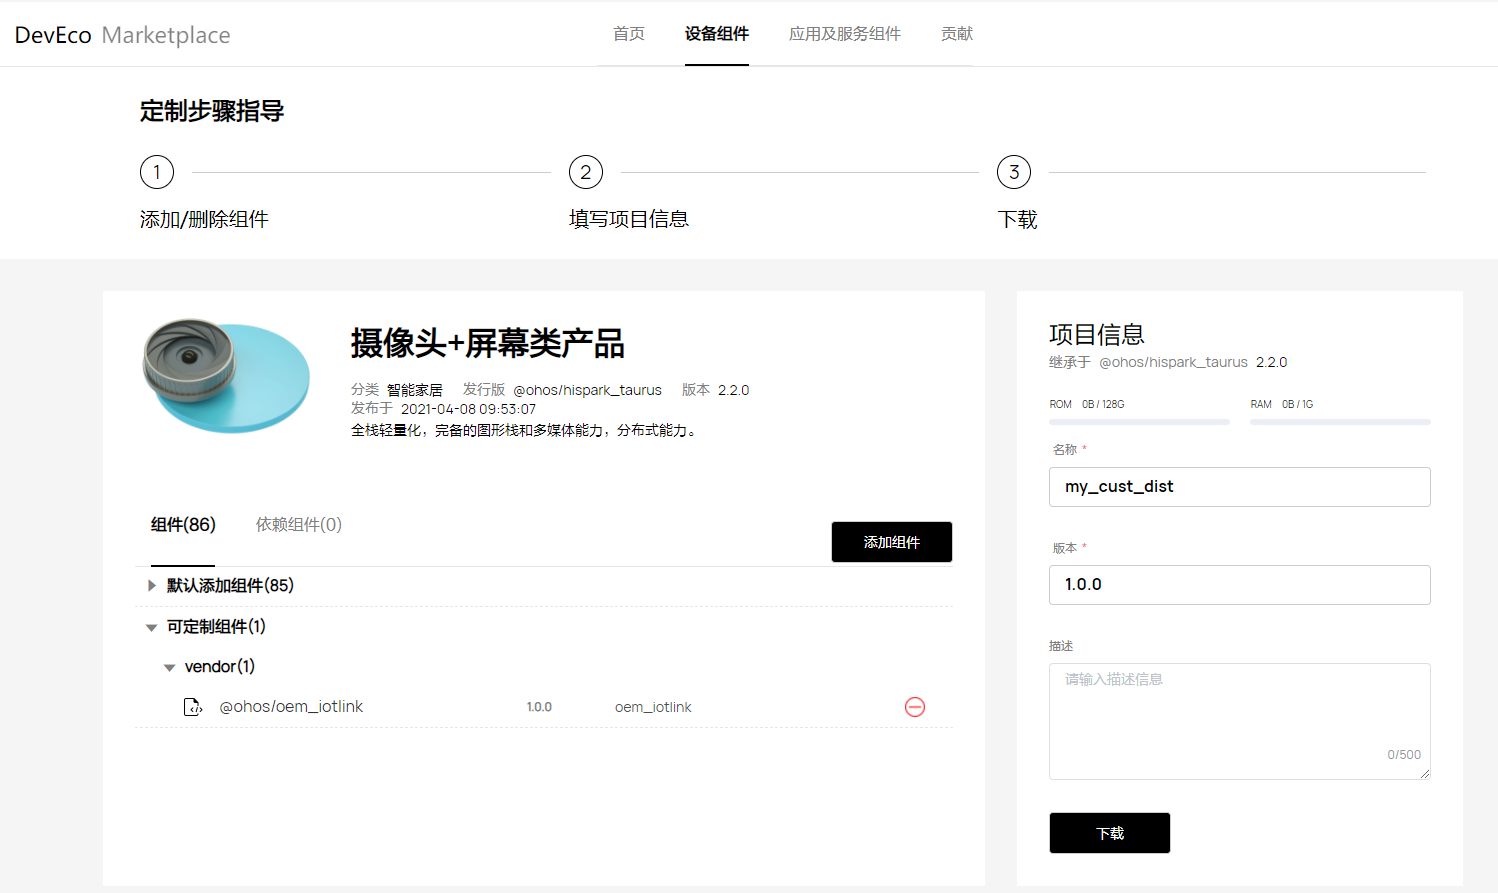 DevEco Marketplace
首页 设备组件 应用及服务组件 贡献
定制步骤指导
1 2 3
添加/删除组件 填写项目信息 下载
摄像头+屏幕类产品
分类 智能家居 发行版 @ohos/hispark_taurus 版本 2.2.0
发布于 2021-04-08 09:53:07
全栈轻量化，完备的图形栈和多媒体能力，分布式能力。
组件(86) 依赖组件(0)
添加组件
默认添加组件(85)
可定制组件(1)
vendor(1)
@ohos/oem_iotlink 1.0.0 oem_iotlink
项目信息
继承于 @ohos/hispark_taurus 2.2.0
ROM 0B / 128G RAM 0B / 1G
名称 *
my_cust_dist
版本 *
1.0.0
描述
请输入描述信息
0/500
下载